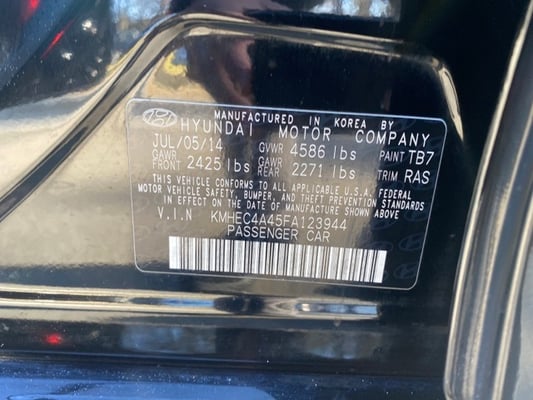 MANUFACTURED IN KOREA BY
HYUNDAI MOTOR COMPANY
JUL/05/14 GVWR 4586 lbs PAINT TB7
GAWR FRONT 2425 lbs GAWR REAR 2271 lbs TRIM RAS
THIS VEHICLE CONFORMS TO ALL APPLICABLE U.S.A. FEDERAL
MOTOR VEHICLE SAFETY, BUMPER, AND THEFT PREVENTION STANDARDS
IN EFFECT ON THE DATE OF MANUFACTURE SHOWN ABOVE
V.I.N KMHEC4A45FA123944
PASSENGER CAR